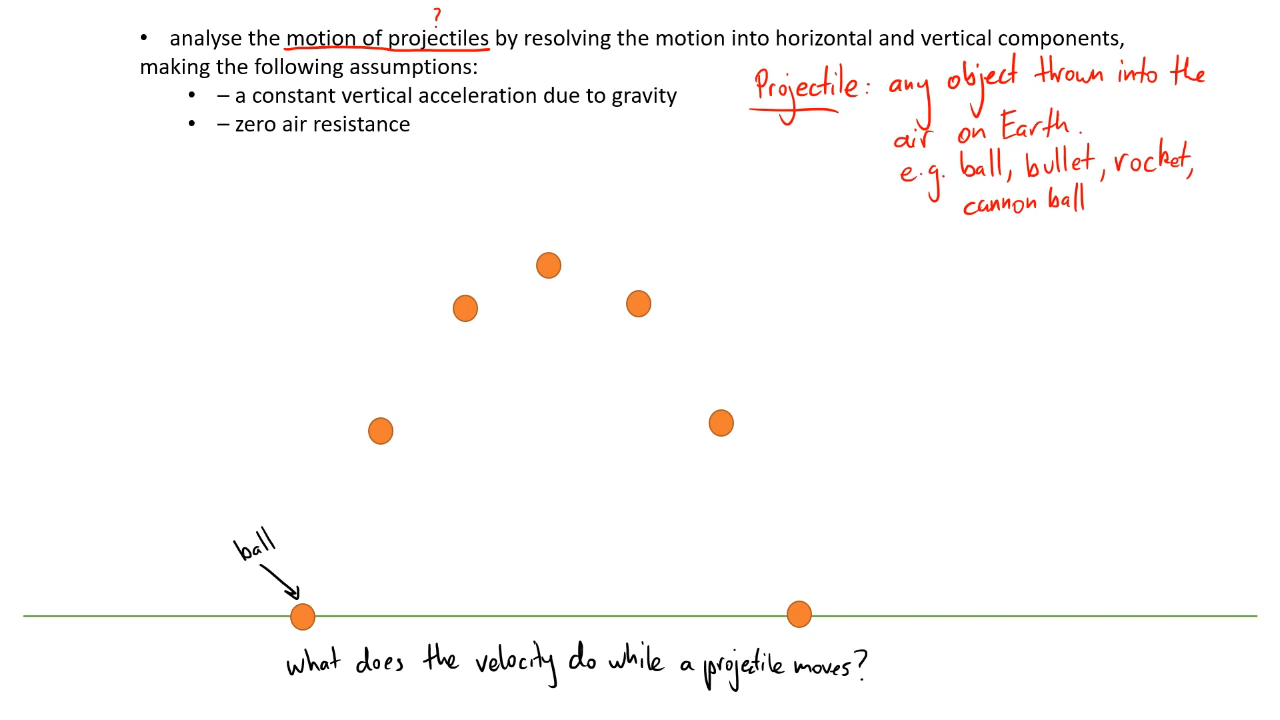 ?
• analyse the motion of projectiles by resolving the motion into horizontal and vertical components,
making the following assumptions:
• – a constant vertical acceleration due to gravity
• – zero air resistance
Projectile: any object thrown into the
air on Earth.
e.g. ball, bullet, rocket,
cannon ball
ball
what does the velocity do while a projectile moves?